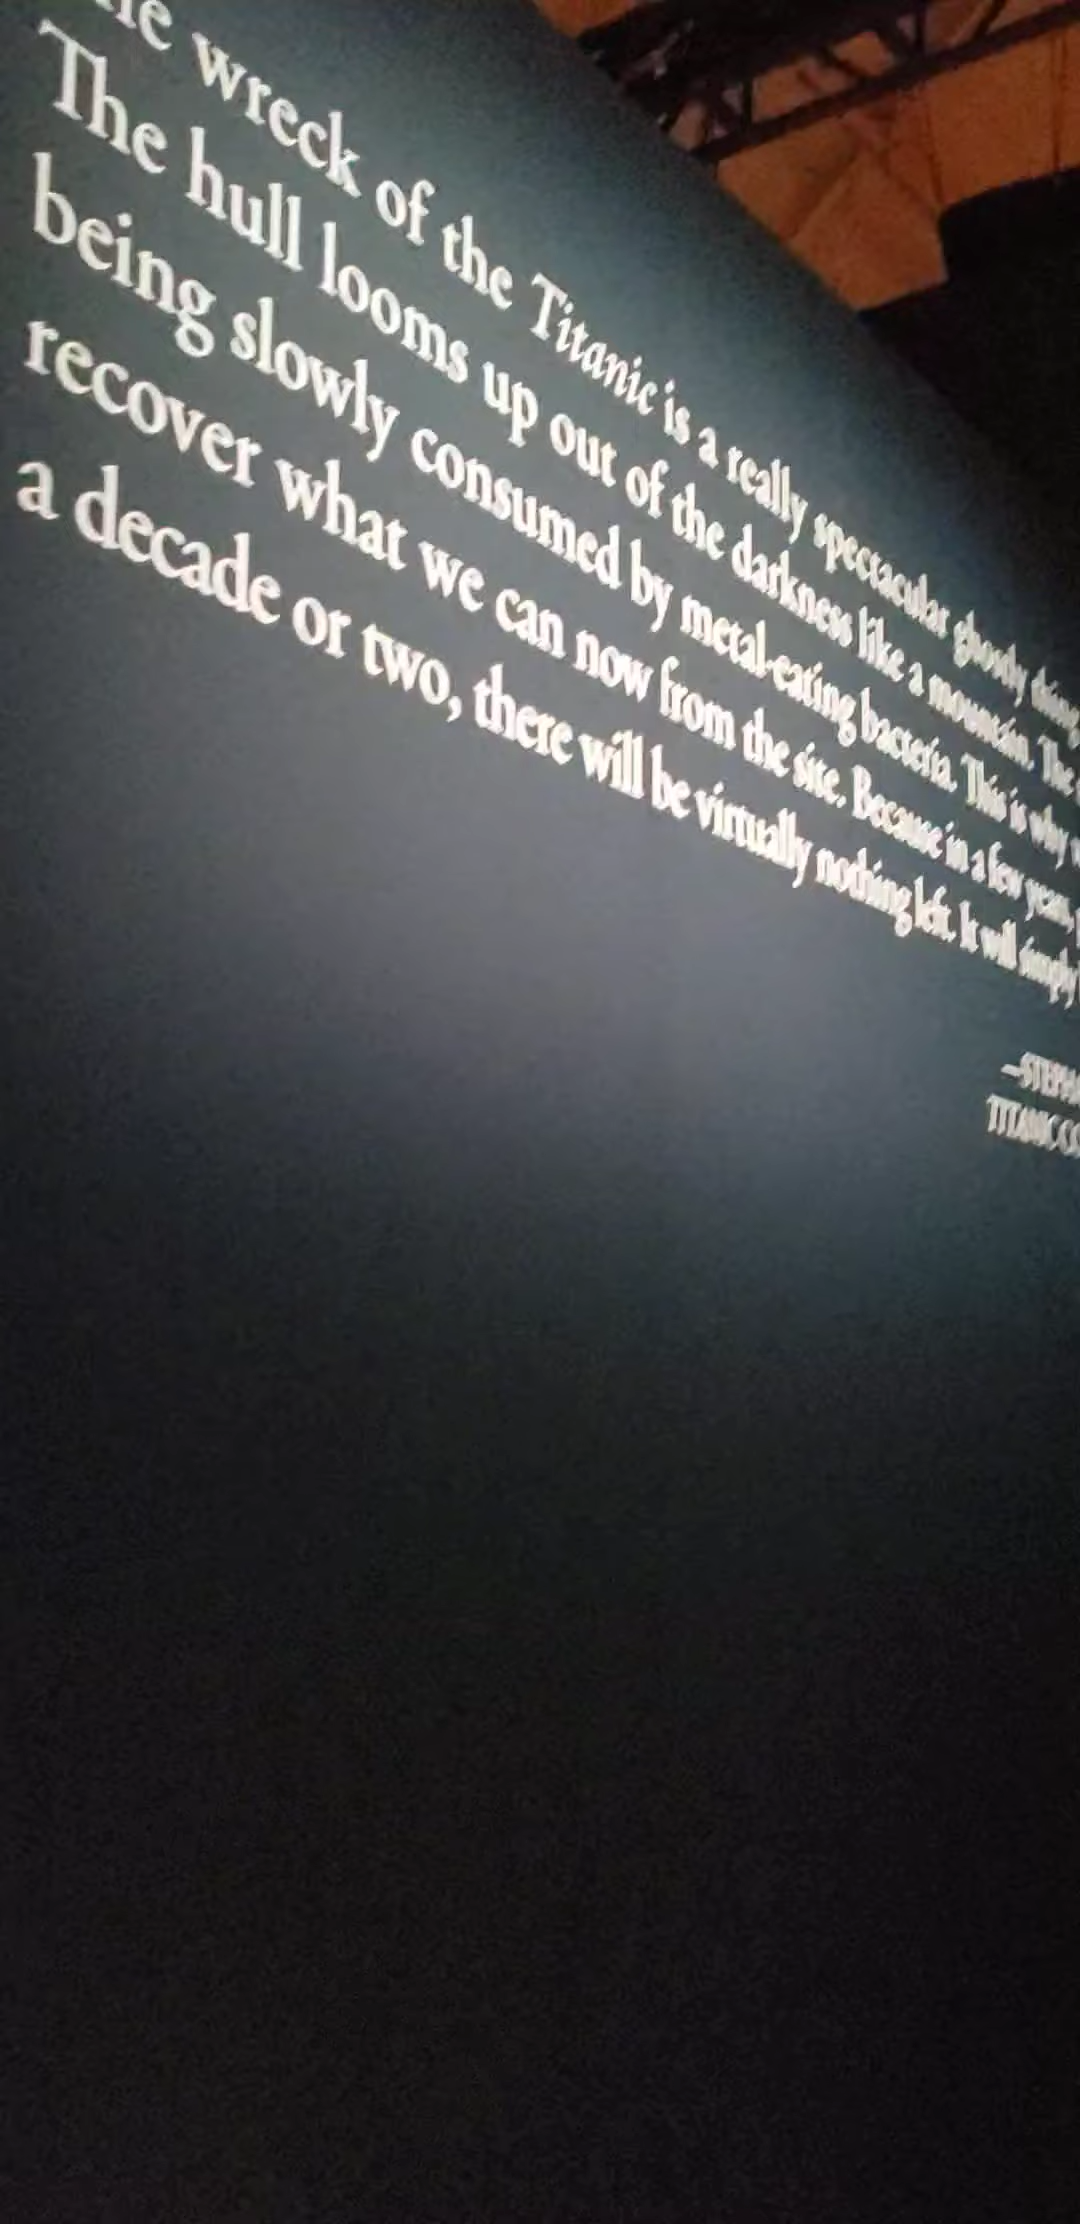 wreck of the Titanic is a really spectacular ghostly thing
The hull looms up out of the darkness like a mountain. The
being slowly consumed by metal-eating bacteria. This is why
recover what we can now from the site. Because in a few years,
a decade or two, there will be virtually nothing left. It will simply
TITANIC